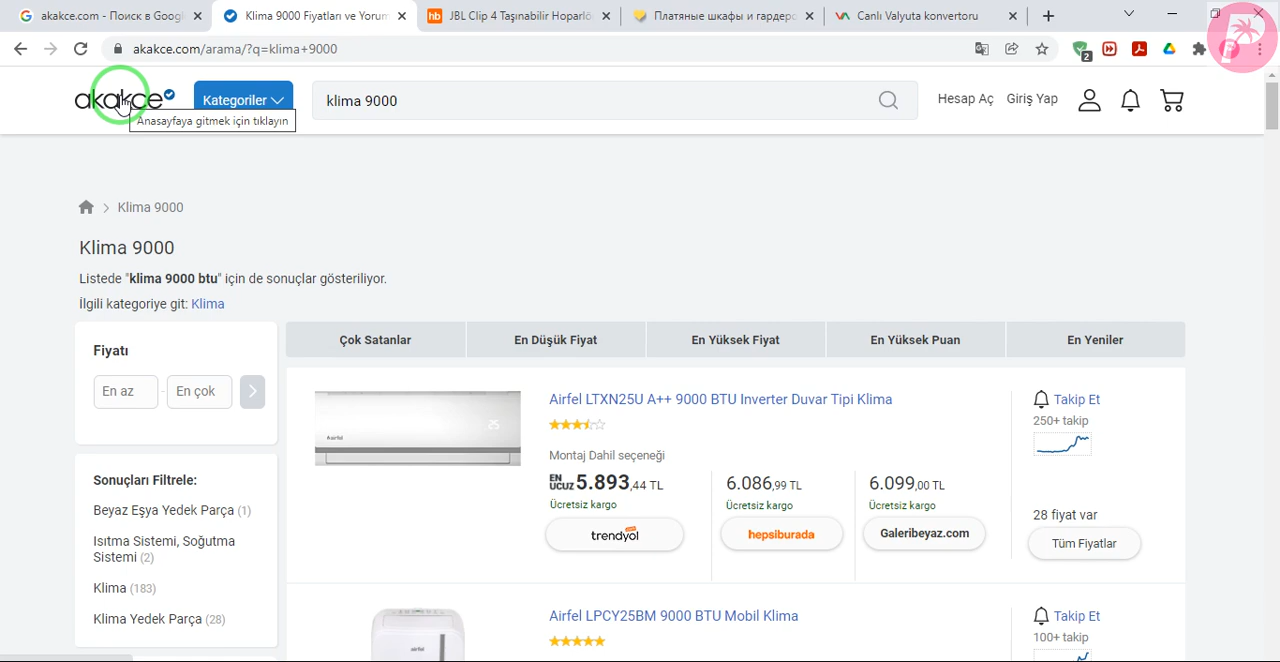 akakce.com - Поиск в Googl
Klima 9000 Fiyatları ve Yorum
JBL Clip 4 Taşınabilir Hoparlö
Платяные шкафы и гардерс
Canlı Valyuta konvertoru
akakce.com/arama/?q=klima+9000
2
akakçe
Kategoriler
klima 9000
Hesap Aç
Giriş Yap
Anasayfaya gitmek için tıklayın
Klima 9000
Klima 9000
Listede "klima 9000 btu" için de sonuçlar gösteriliyor.
İlgili kategoriye git: Klima
Fiyatı
En az - En çok
Sonuçları Filtrele:
Beyaz Eşya Yedek Parça (1)
Isıtma Sistemi, Soğutma
Sistemi (2)
Klima (183)
Klima Yedek Parça (28)
Çok Satanlar
En Düşük Fiyat
En Yüksek Fiyat
En Yüksek Puan
En Yeniler
Airfel
25
Airfel LTXN25U A++ 9000 BTU Inverter Duvar Tipi Klima
Montaj Dahil seçeneği
EN UCUZ 5.893,44 TL
Ücretsiz kargo
trendyol
6.086,99 TL
Ücretsiz kargo
hepsiburada
6.099,00 TL
Ücretsiz kargo
Galeribeyaz.com
Takip Et
250+ takip
28 fiyat var
Tüm Fiyatlar
airfel
Airfel LPCY25BM 9000 BTU Mobil Klima
Takip Et
100+ takip